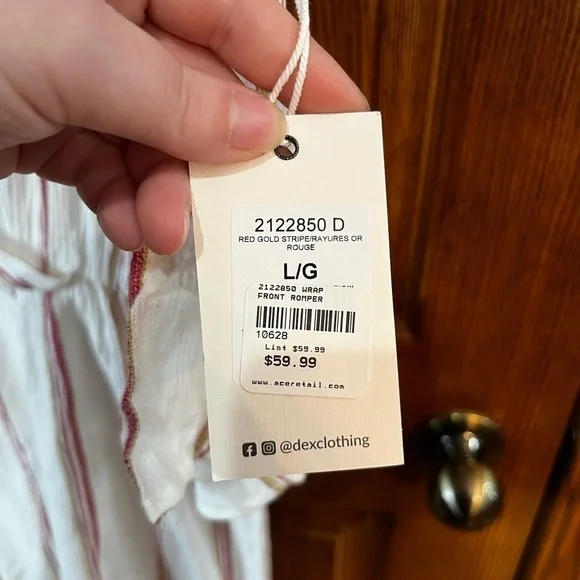 2122850 D
RED GOLD STRIPE/RAYURES OR
ROUGE
L/G
2122850 WRAP
FRONT ROMPER
10628
List $59.99
$59.99
www.aceretail.com
@dexclothing